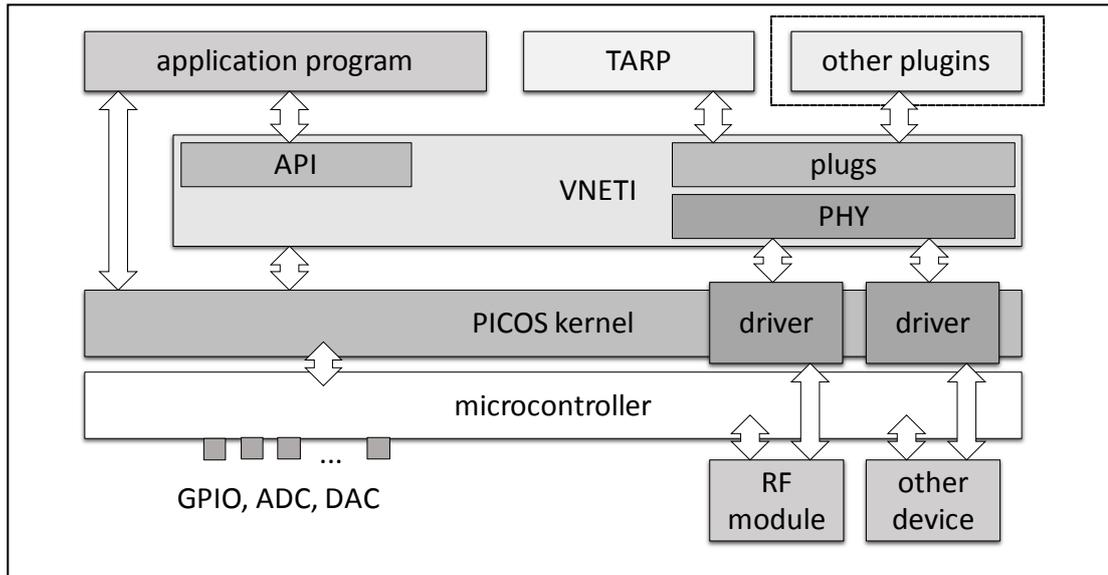 application program
TARP
other plugins
API
VNETI
plugs
PHY
PICOS kernel
driver
driver
microcontroller
...
GPIO, ADC, DAC
RF
module
other
device